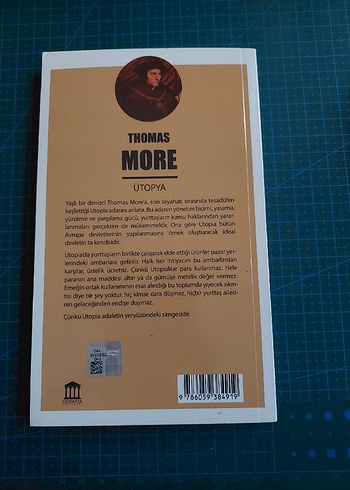 THOMAS
MORE
ÜTOPYA
Yaşlı bir denizci Thomas More'a, son seyahati sırasında tesadüfen
keşfettiği Utopia adasını anlatır. Bu adanın yönetim biçimi, yasama,
yürütme ve yargılama gücü, yurttaşların kamu haklarından yarar-
lanmaları gerçekten de mükemmeldir. Ona göre Utopia bütün
Avrupa devletlerinin yapılanmasına örnek oluşturacak ideal
devletin ta kendisidir.
Utopia'da yurttaşların birlikte çalışarak elde ettiği ürünler pazar yer-
lerindeki ambarlara getirilir. Halk her ihtiyacını bu ambarlardan
karşılar, üstelik ücretsiz. Çünkü Utopialılar para kullanmaz. Hele
paranın ana maddesi altın ya da gümüşe metelik değer vermez.
Emeğin ortak kullanımının esas alındığı bu toplumda yiyecek sıkın-
tısı diye bir şey yoktur, hiç kimse dara düşmez, hiçbir yurttaş ailesi-
nin geleceğinden endişe duymaz.
Çünkü Utopia adaletin yeryüzündeki simgesidir.
OLYMPIA
9 786059 384919